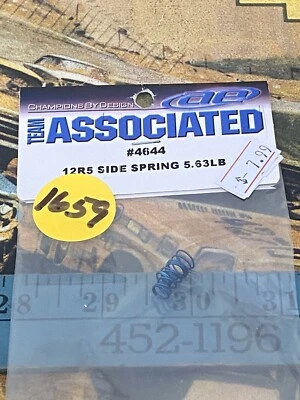 CHAMPIONS BY DESIGN
ae
TEAM
ASSOCIATED
#4644
12R5 SIDE SPRING 5.63LB
$ 7.99
1659
28 29 30 31
452-1196